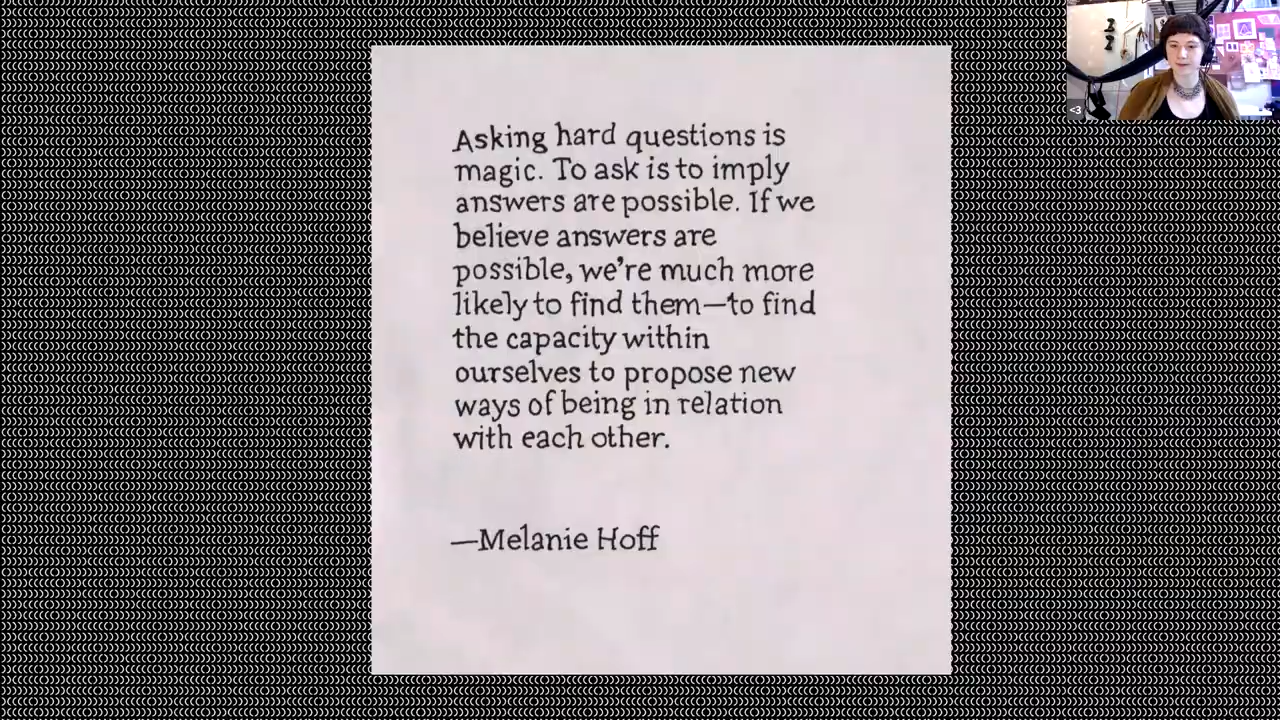 Asking hard questions is
magic. To ask is to imply
answers are possible. If we
believe answers are
possible, we're much more
likely to find them—to find
the capacity within
ourselves to propose new
ways of being in relation
with each other.
—Melanie Hoff
<3